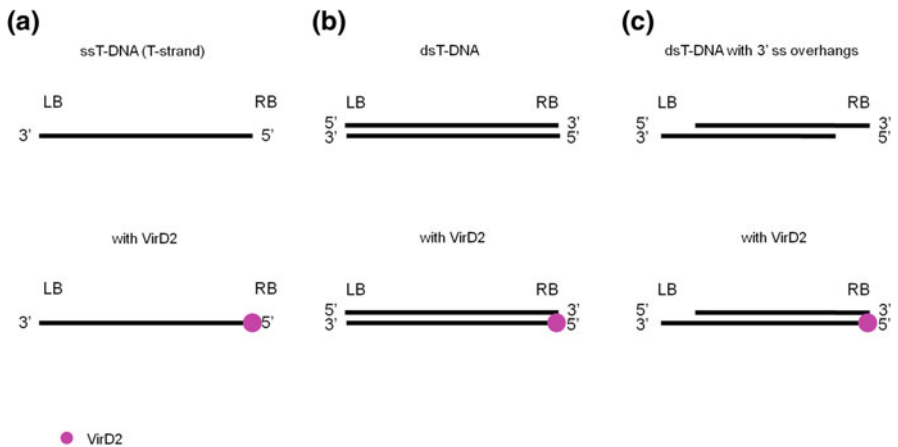 (a) (b) (c)
ssT-DNA (T-strand) dsT-DNA dsT-DNA with 3' ss overhangs
LB RB LB RB LB RB
5' 3' 5' 3'
3' 5' 3' 5' 3' 5'
with VirD2 with VirD2 with VirD2
LB RB LB RB LB RB
5' 3' 5' 3'
3' 5' 3' 5' 3' 5'
VirD2